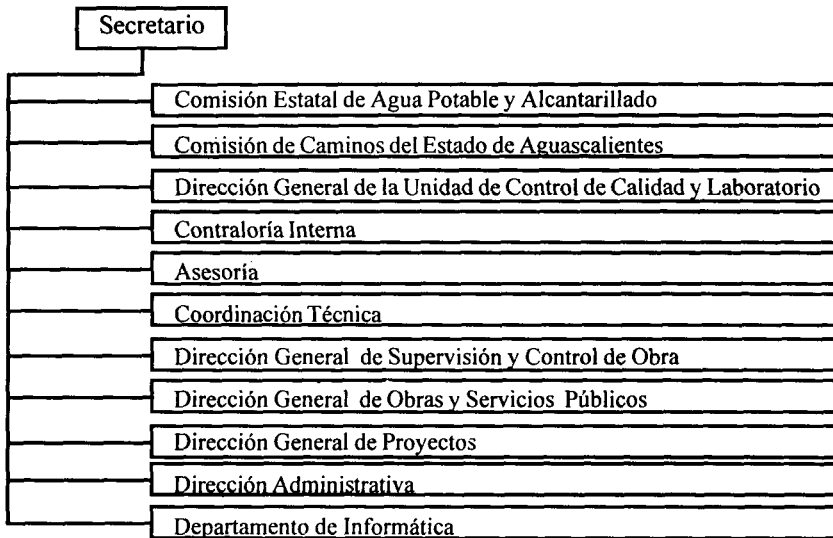 Secretario
Comisión Estatal de Agua Potable y Alcantarillado
Comisión de Caminos del Estado de Aguascalientes
Dirección General de la Unidad de Control de Calidad y Laboratorio
Contraloría Interna
Asesoría
Coordinación Técnica
Dirección General de Supervisión y Control de Obra
Dirección General de Obras y Servicios Públicos
Dirección General de Proyectos
Dirección Administrativa
Departamento de Informática